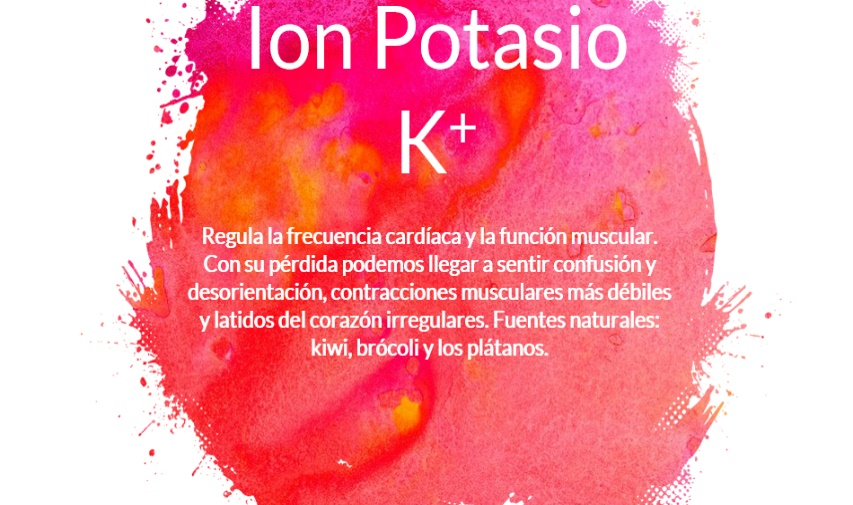 Ion Potasio
K⁺
Regula la frecuencia cardíaca y la función muscular.
Con su pérdida podemos llegar a sentir confusión y
desorientación, contracciones musculares más débiles
y latidos del corazón irregulares. Fuentes naturales:
kiwi, brócoli y los plátanos.